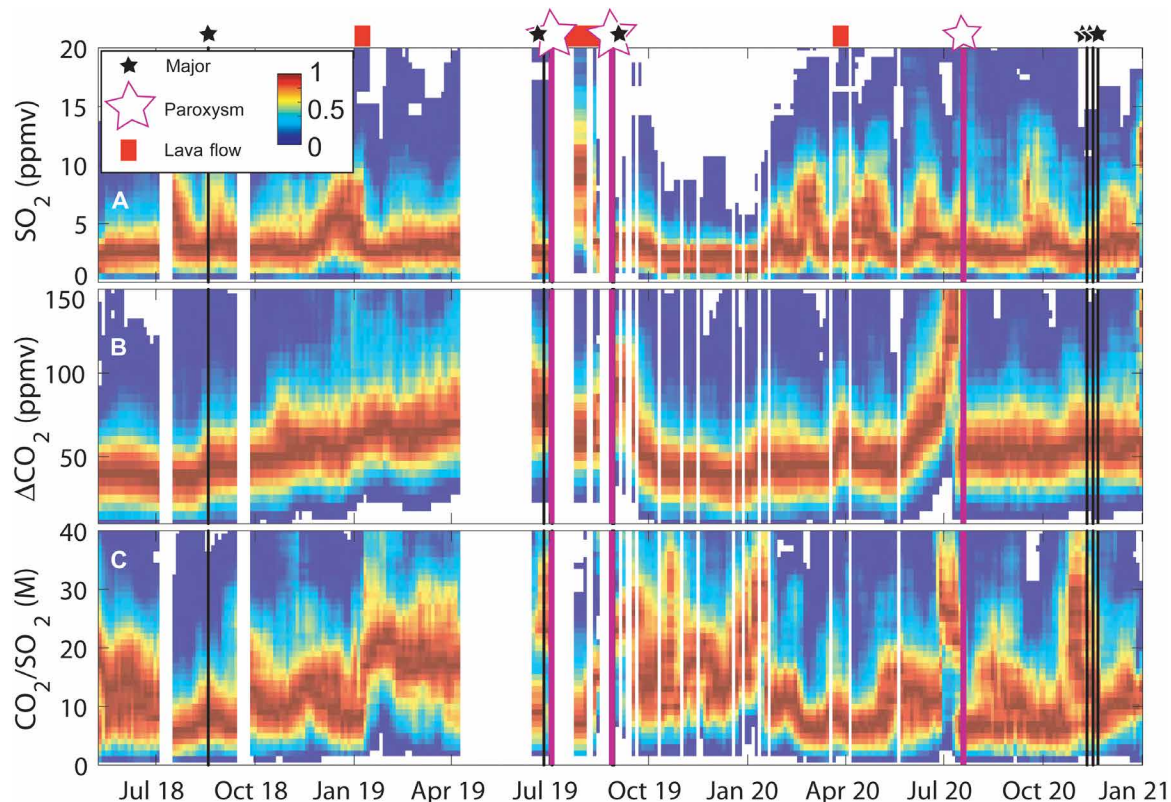 20
15
10
5
0
SO2 (ppmv)
Major
Paroxysm
Lava flow
1
0.5
0
A
150
100
50
ΔCO2 (ppmv)
B
40
30
20
10
0
CO2/SO2 (M)
C
Jul 18 Oct 18 Jan 19 Apr 19 Jul 19 Oct 19 Jan 20 Apr 20 Jul 20 Oct 20 Jan 21